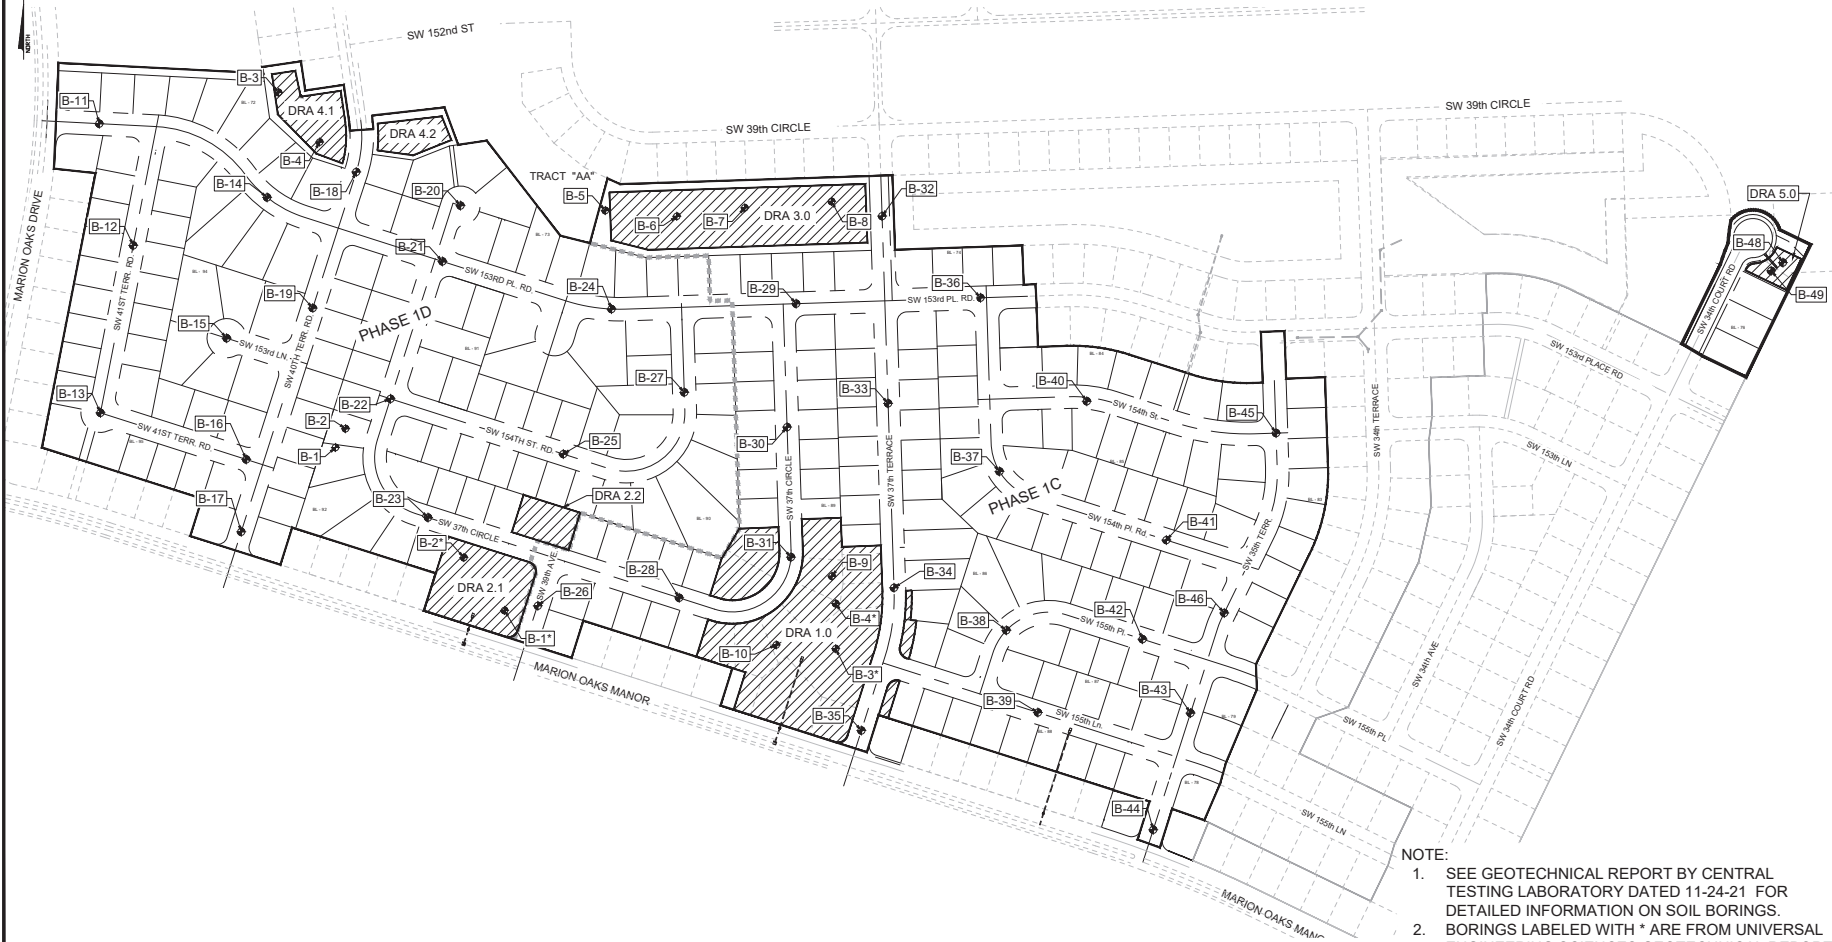 NORTH
SW 152nd ST
SW 39th CIRCLE
SW 39th CIRCLE
MARION OAKS DRIVE
TRACT "AA"
B-3
DRA 4.1
B-11
DRA 4.2
B-4
B-14
B-18
B-20
B-5
B-6
B-7
DRA 3.0
B-8
B-32
DRA 5.0
B-48
B-49
SW 34th COURT RD
B-12
SW 41ST TERR. RD.
B-21
SW 153RD PL. RD.
B-24
B-29
SW 153rd PL. RD.
B-36
B-19
B-15
SW 153rd LN.
SW 40TH TERR. RD.
PHASE 1D
B-27
B-33
B-40
SW 154th St.
B-45
SW 34th TERRACE
SW 153rd PLACE RD
SW 153th LN
B-13
SW 41ST TERR. RD.
B-16
B-22
B-2
B-1
SW 154TH ST. RD.
B-25
B-30
SW 37th CIRCLE
SW 37th TERRACE
B-37
PHASE 1C
SW 154th Pl. Rd.
B-41
SW 35th TERR.
B-17
B-23
SW 37th CIRCLE
DRA 2.2
B-2*
DRA 2.1
B-1*
SW 39th AVE.
B-26
B-28
B-31
B-9
B-4*
DRA 1.0
B-10
B-3*
B-35
B-34
B-38
SW 155th Pl.
B-42
B-46
B-39
SW 155th Ln.
B-43
B-44
MARION OAKS MANOR
SW 155th PL
SW 34th AVE
SW 34th COURT RD
SW 155th LN
MARION OAKS MANOR
NOTE:
1. SEE GEOTECHNICAL REPORT BY CENTRAL
TESTING LABORATORY DATED 11-24-21 FOR
DETAILED INFORMATION ON SOIL BORINGS.
2. BORINGS LABELED WITH * ARE FROM UNIVERSAL